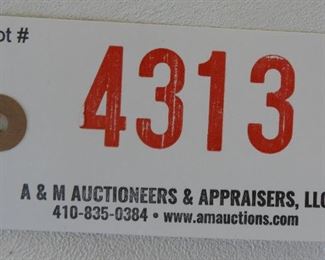 ot #
4313
A & M AUCTIONEERS & APPRAISERS, LLC
410-835-0384 • www.amauctions.com